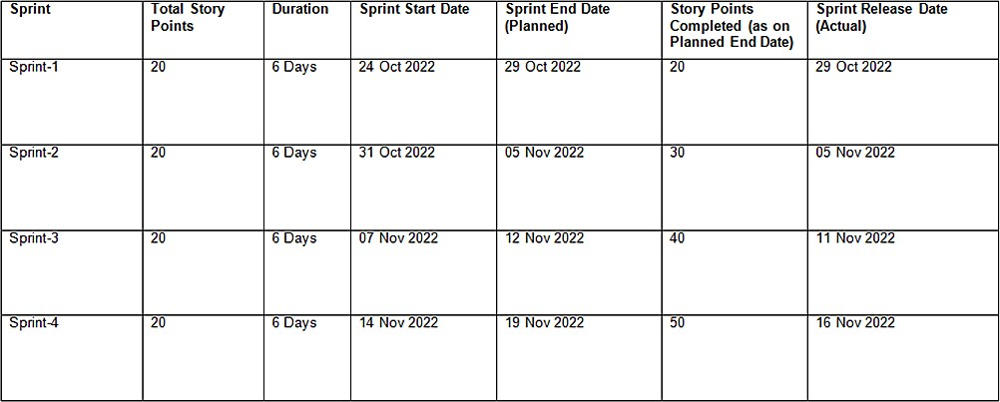 Sprint Total Story Points Duration Sprint Start Date Sprint End Date (Planned) Story Points Completed (as on Planned End Date) Sprint Release Date (Actual)
Sprint-1 20 6 Days 24 Oct 2022 29 Oct 2022 20 29 Oct 2022
Sprint-2 20 6 Days 31 Oct 2022 05 Nov 2022 30 05 Nov 2022
Sprint-3 20 6 Days 07 Nov 2022 12 Nov 2022 40 11 Nov 2022
Sprint-4 20 6 Days 14 Nov 2022 19 Nov 2022 50 16 Nov 2022